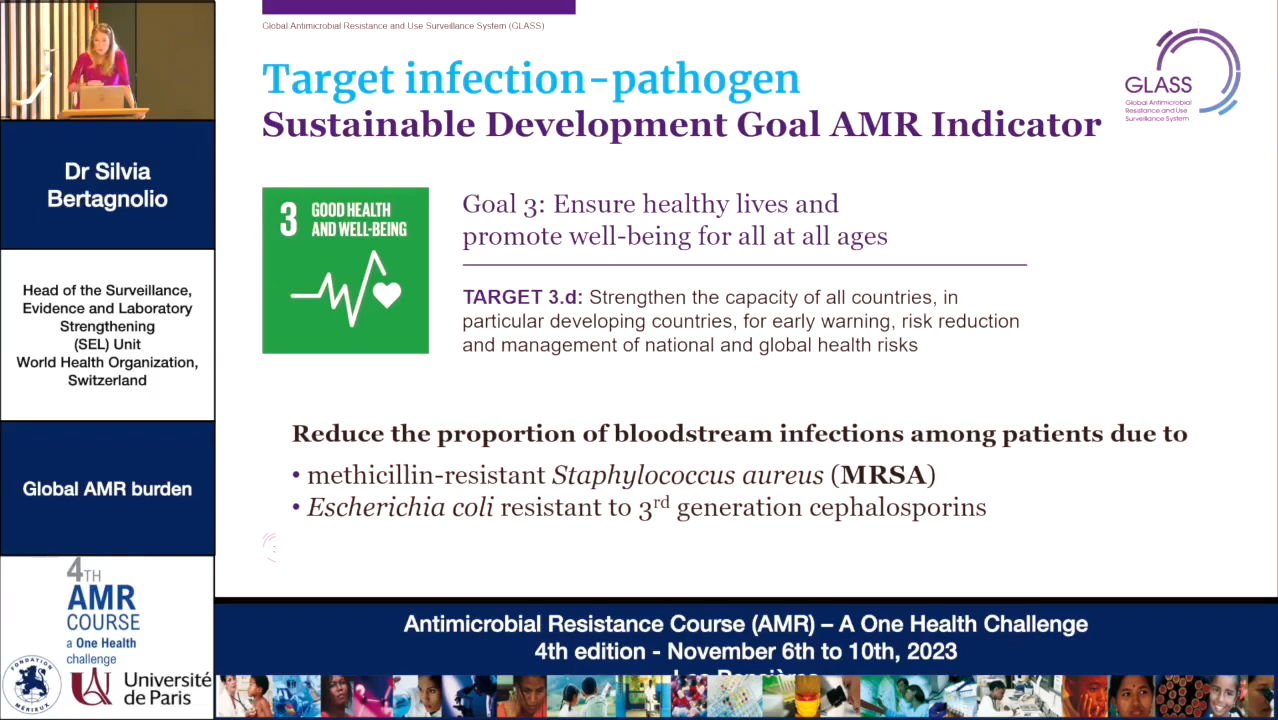 Global Antimicrobial Resistance and Use Surveillance System (GLASS)
Target infection-pathogen
Sustainable Development Goal AMR Indicator
GLASS
Global Antimicrobial
Resistance and Use
Surveillance System
3 GOOD HEALTH
AND WELL-BEING
Goal 3: Ensure healthy lives and
promote well-being for all at all ages
TARGET 3.d: Strengthen the capacity of all countries, in
particular developing countries, for early warning, risk reduction
and management of national and global health risks
Reduce the proportion of bloodstream infections among patients due to
• methicillin-resistant Staphylococcus aureus (MRSA)
• Escherichia coli resistant to 3rd generation cephalosporins
Dr Silvia
Bertagnolio
Head of the Surveillance,
Evidence and Laboratory
Strengthening
(SEL) Unit
World Health Organization,
Switzerland
Global AMR burden
4TH
AMR
COURSE
a One Health
challenge
FONDATION
MÉRIEUX
Université
de Paris
Antimicrobial Resistance Course (AMR) – A One Health Challenge
4th edition - November 6th to 10th, 2023